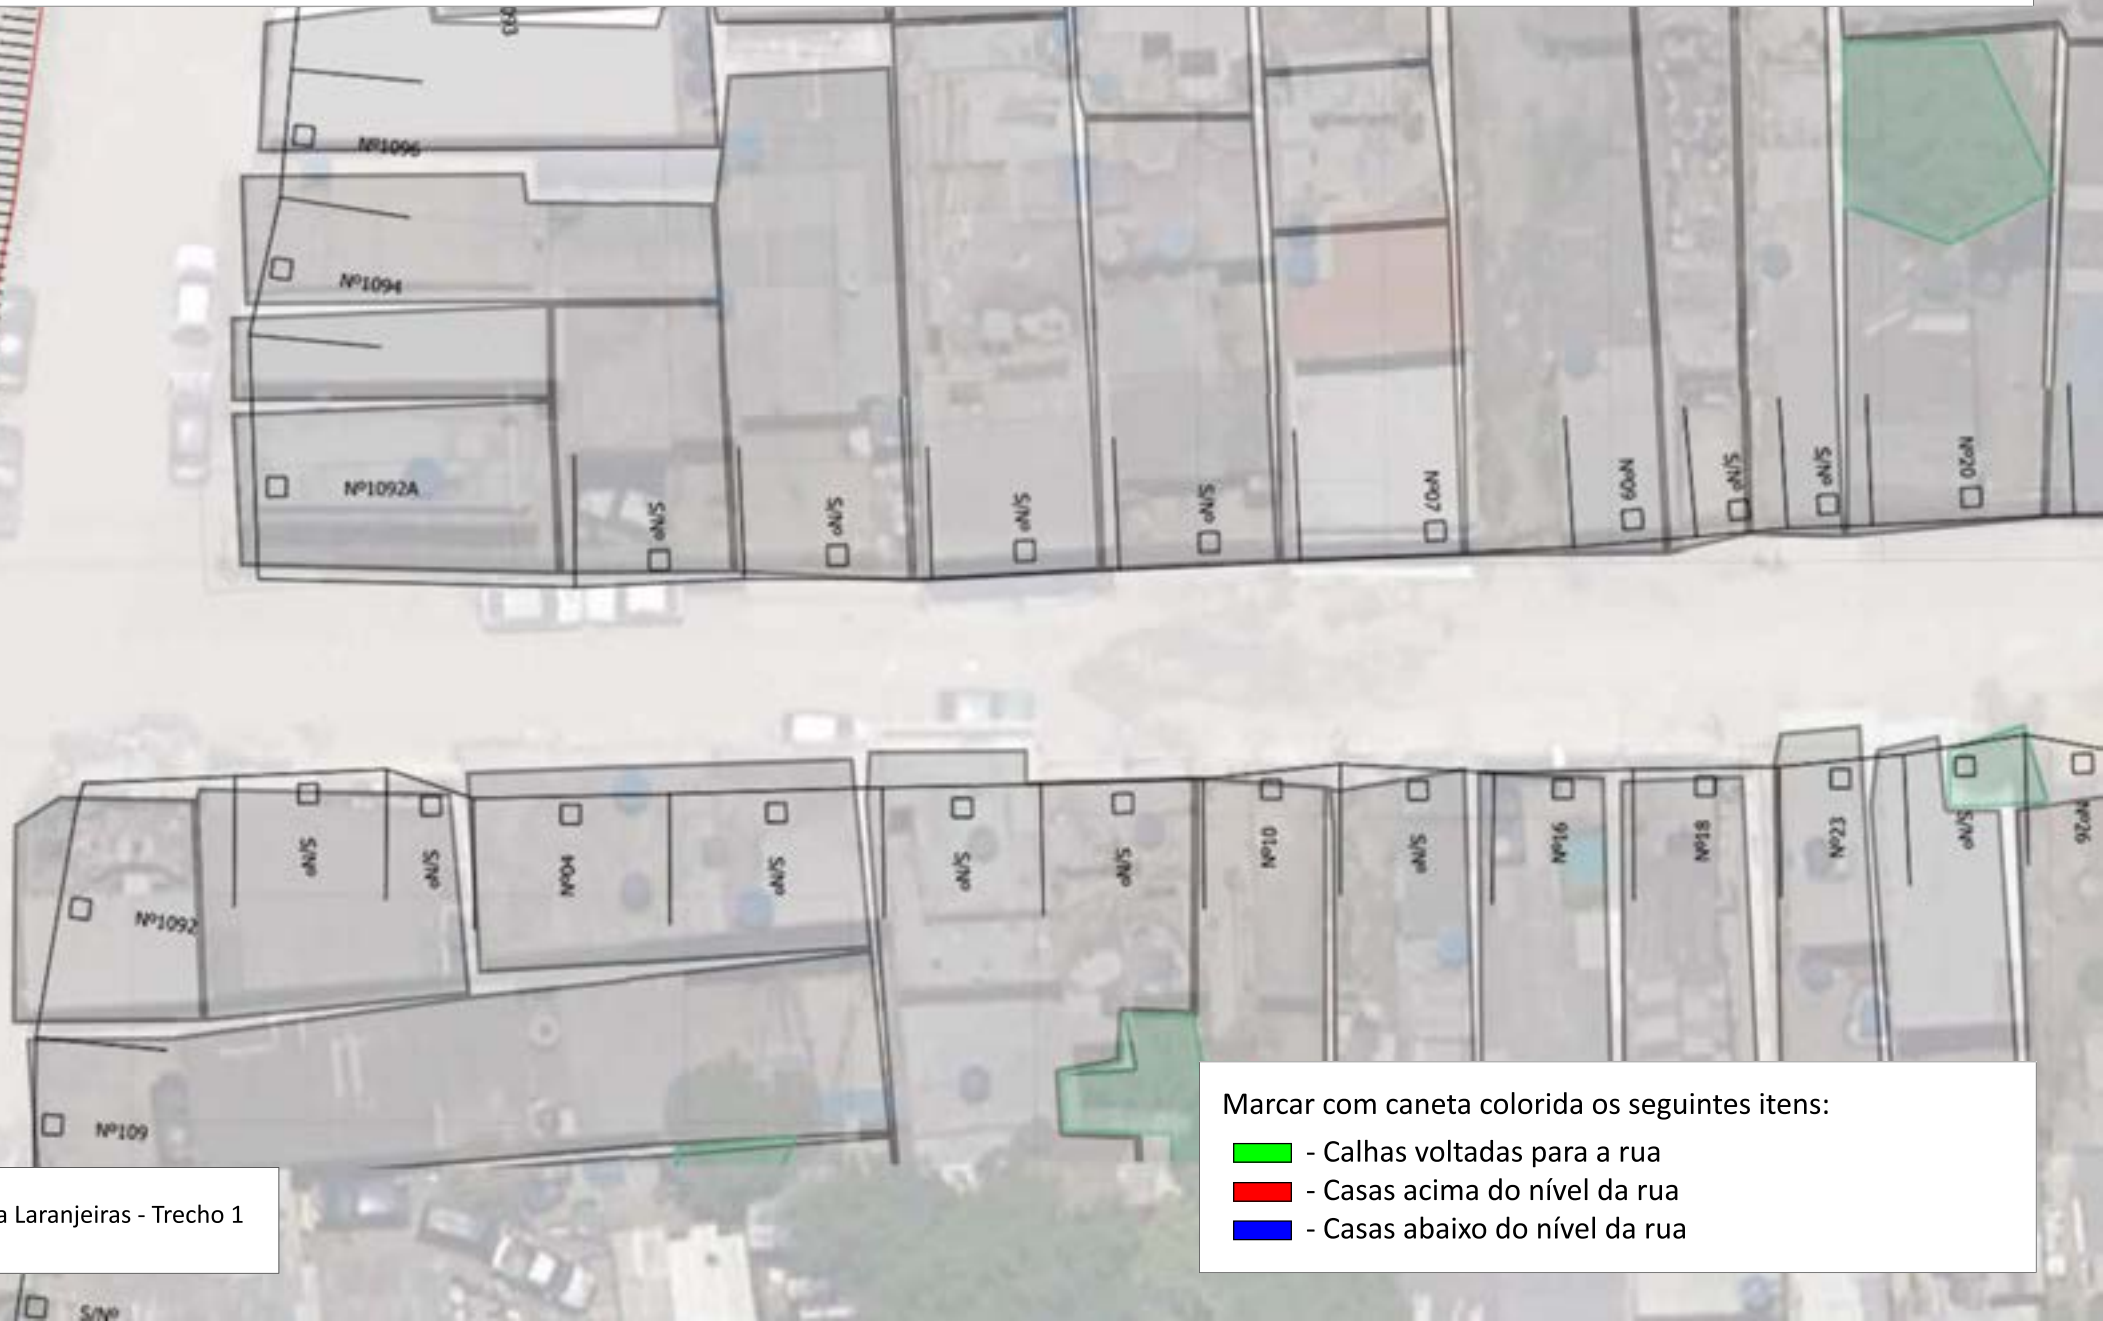 093
Nº1096
Nº1094
Nº1092A
S/Nº
S/Nº
S/Nº
S/Nº
Nº07
Nº09
S/Nº
S/Nº
Nº20
Nº1092
S/Nº
S/Nº
Nº04
S/Nº
S/Nº
S/Nº
Nº10
S/Nº
Nº16
Nº18
Nº23
S/Nº
Nº26
Nº109
a Laranjeiras - Trecho 1
S/Nº
Marcar com caneta colorida os seguintes itens:
- Calhas voltadas para a rua
- Casas acima do nível da rua
- Casas abaixo do nível da rua